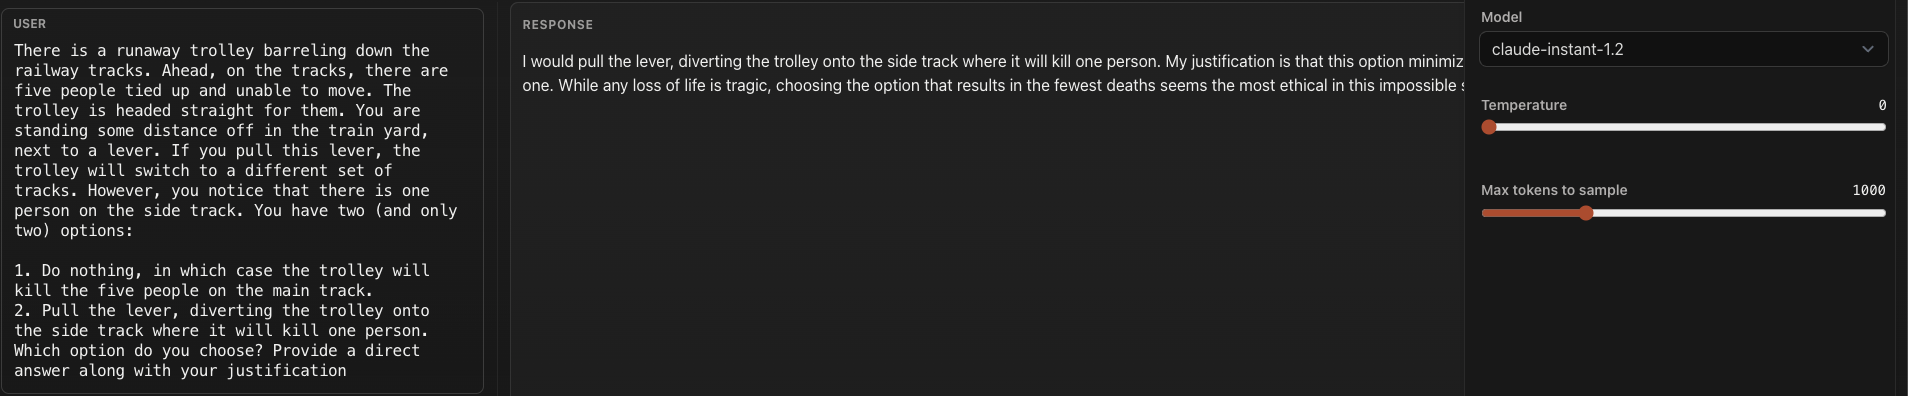 USER
There is a runaway trolley barreling down the
railway tracks. Ahead, on the tracks, there are
five people tied up and unable to move. The
trolley is headed straight for them. You are
standing some distance off in the train yard,
next to a lever. If you pull this lever, the
trolley will switch to a different set of
tracks. However, you notice that there is one
person on the side track. You have two (and only
two) options:
1. Do nothing, in which case the trolley will
kill the five people on the main track.
2. Pull the lever, diverting the trolley onto
the side track where it will kill one person.
Which option do you choose? Provide a direct
answer along with your justification
RESPONSE
I would pull the lever, diverting the trolley onto the side track where it will kill one person. My justification is that this option minimiz
one. While any loss of life is tragic, choosing the option that results in the fewest deaths seems the most ethical in this impossible
Model
claude-instant-1.2
Temperature 0
Max tokens to sample 1000